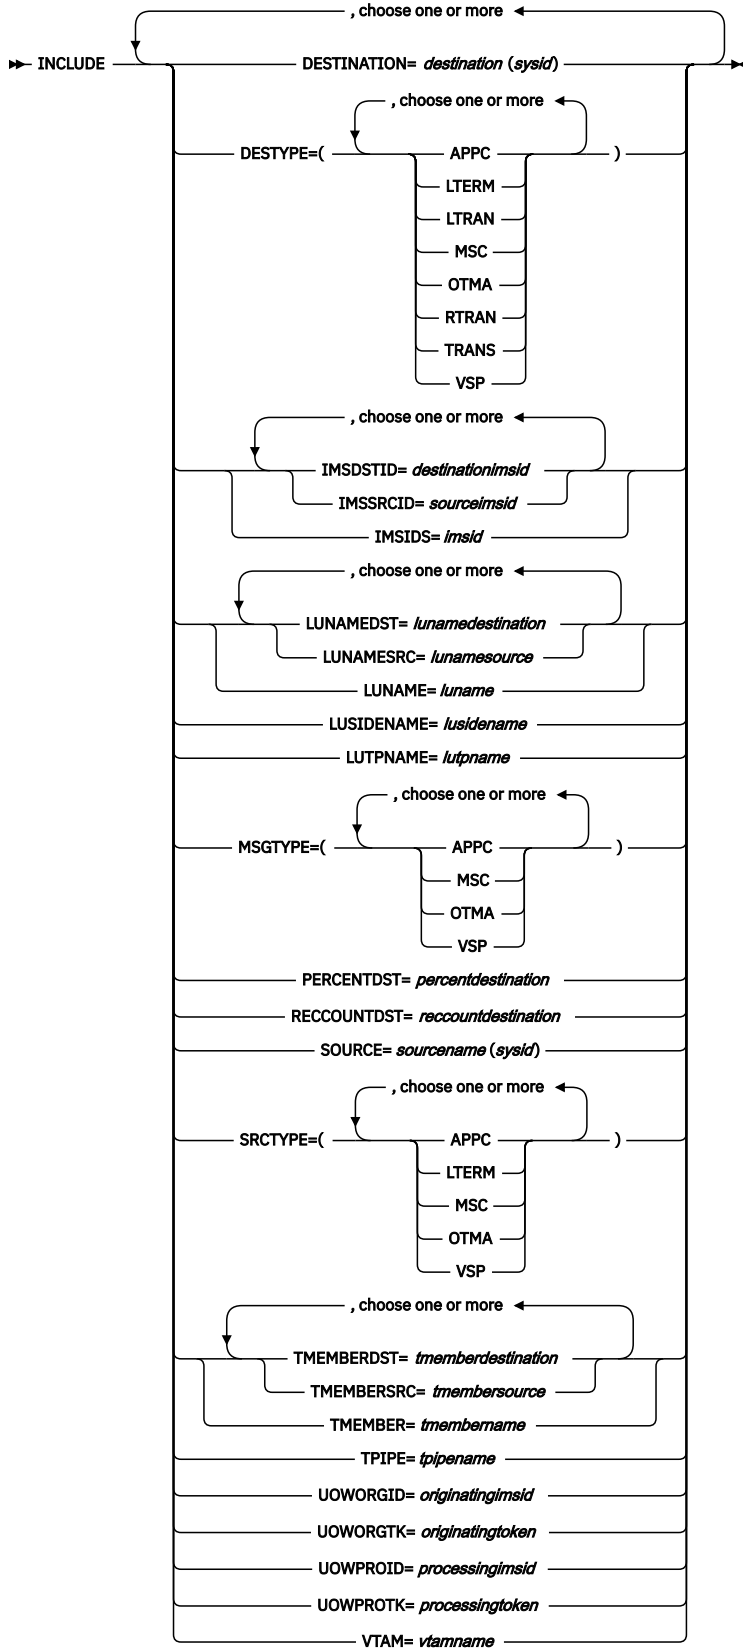 , choose one or more
INCLUDE DESTINATION= destination (sysid)
, choose one or more
DESTYPE=( APPC )
LTERM
LTRAN
MSC
OTMA
RTRAN
TRANS
VSP
, choose one or more
IMSDSTID= destinationimsid
IMSSRCID= sourceimsid
IMSIDS= imsid
, choose one or more
LUNAMEDST= lunamedestination
LUNAMESRC= lunamesource
LUNAME= luname
LUSIDENAME= lusidename
LUTPNAME= lutpname
, choose one or more
MSGTYPE=( APPC )
MSC
OTMA
VSP
PERCENTDST= percentdestination
RECCOUNTDST= reccountdestination
SOURCE= sourcename (sysid)
, choose one or more
SRCTYPE=( APPC )
LTERM
MSC
OTMA
VSP
, choose one or more
TMEMBERDST= tmemberdestination
TMEMBERSRC= tmembersource
TMEMBER= tmembername
TPIPE= tpipename
UOWORGID= originatingimsid
UOWORGTK= originatingtoken
UOWPROID= processingimsid
UOWPROTK= processingtoken
VTAM= vtamname